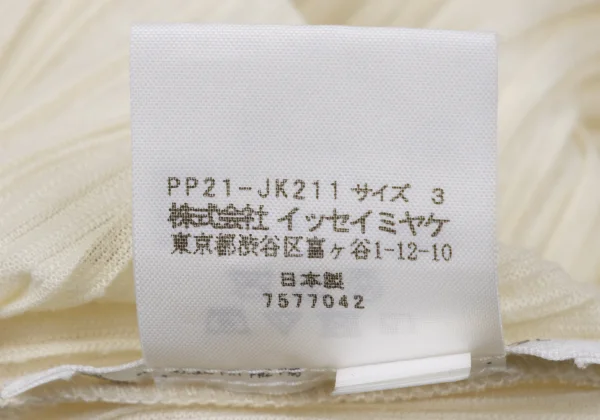 PP21-JK211 サイズ 3
株式会社 イッセイミヤケ
東京都渋谷区富ヶ谷1-12-10
日本製
7577042